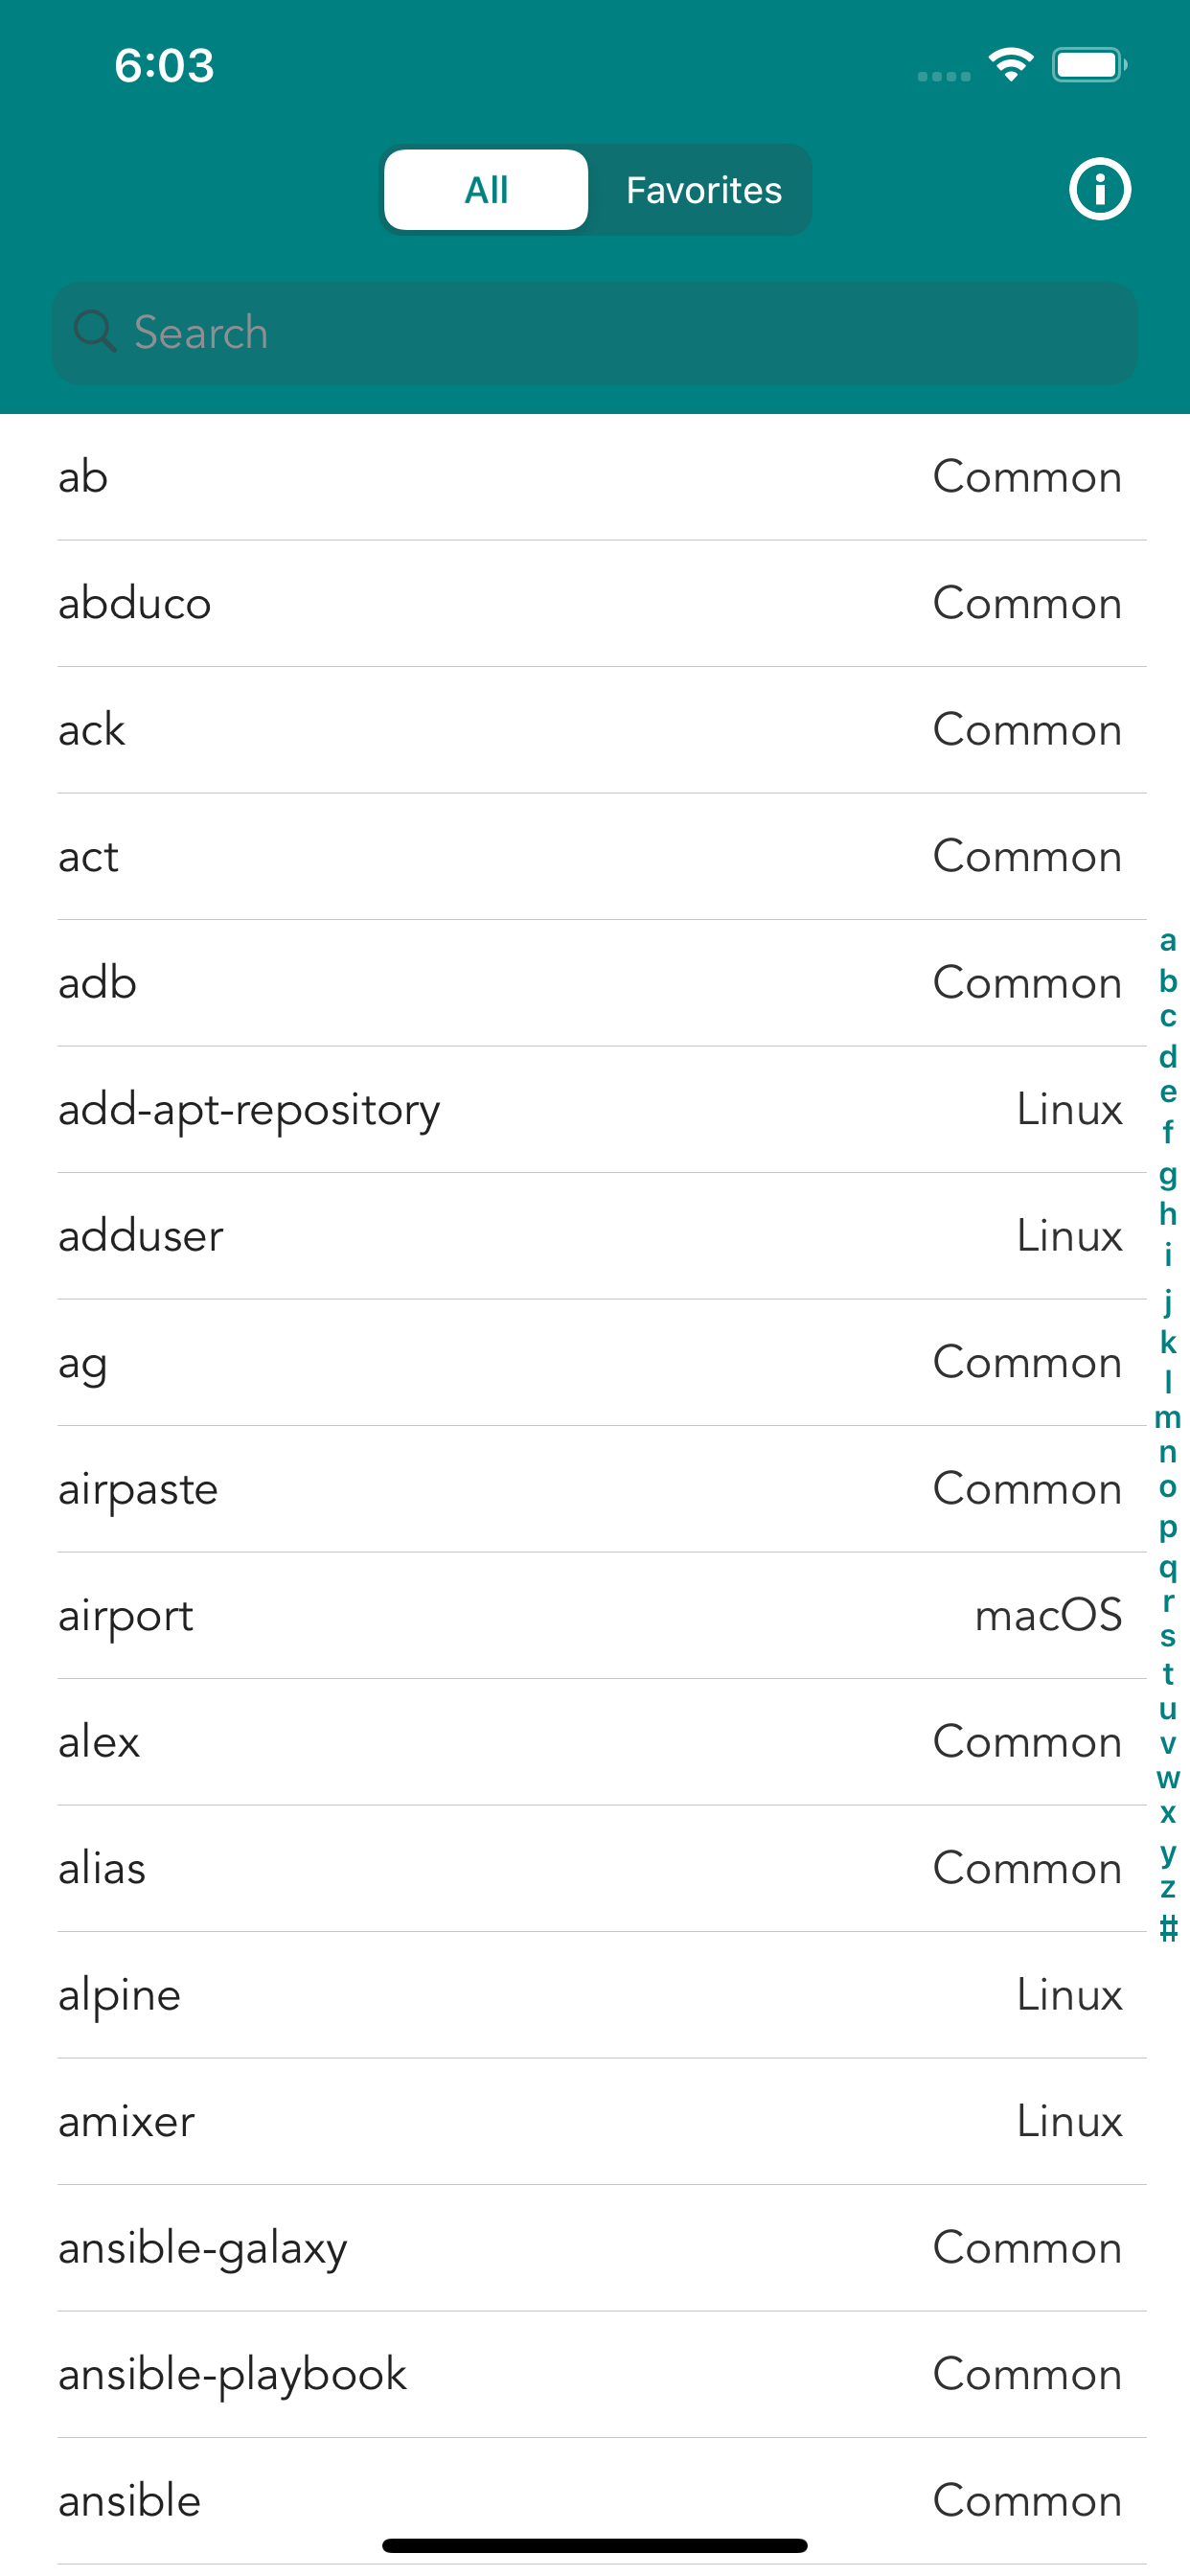 6:03
All Favorites
Search
ab Common
abduco Common
ack Common
act Common
adb Common
add-apt-repository Linux
adduser Linux
ag Common
airpaste Common
airport macOS
alex Common
alias Common
alpine Linux
amixer Linux
ansible-galaxy Common
ansible-playbook Common
ansible Common
a
b
c
d
e
f
g
h
i
j
k
l
m
n
o
p
q
r
s
t
u
v
w
x
y
z
#